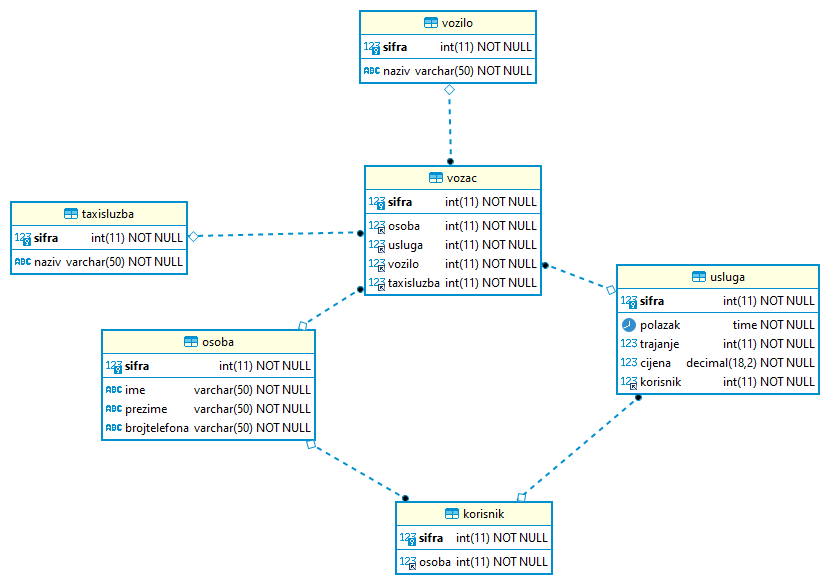 vozilo
123 sifra int(11) NOT NULL
ABC naziv varchar(50) NOT NULL
vozac
123 sifra int(11) NOT NULL
123 osoba int(11) NOT NULL
123 usluga int(11) NOT NULL
123 vozilo int(11) NOT NULL
123 taxisluzba int(11) NOT NULL
taxisluzba
123 sifra int(11) NOT NULL
ABC naziv varchar(50) NOT NULL
usluga
123 sifra int(11) NOT NULL
polazak time NOT NULL
123 trajanje int(11) NOT NULL
123 cijena decimal(18,2) NOT NULL
123 korisnik int(11) NOT NULL
osoba
123 sifra int(11) NOT NULL
ABC ime varchar(50) NOT NULL
ABC prezime varchar(50) NOT NULL
ABC brojtelefona varchar(50) NOT NULL
korisnik
123 sifra int(11) NOT NULL
123 osoba int(11) NOT NULL